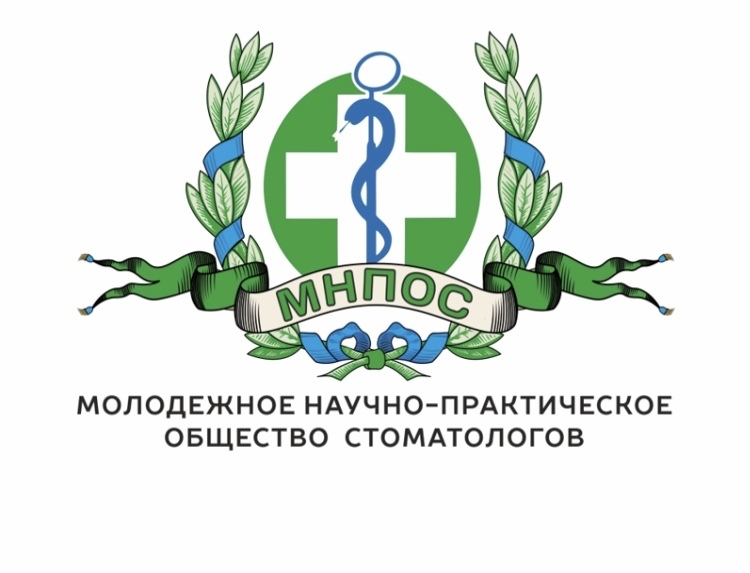 МНПОС
МОЛОДЕЖНОЕ НАУЧНО-ПРАКТИЧЕСКОЕ
ОБЩЕСТВО СТОМАТОЛОГОВ